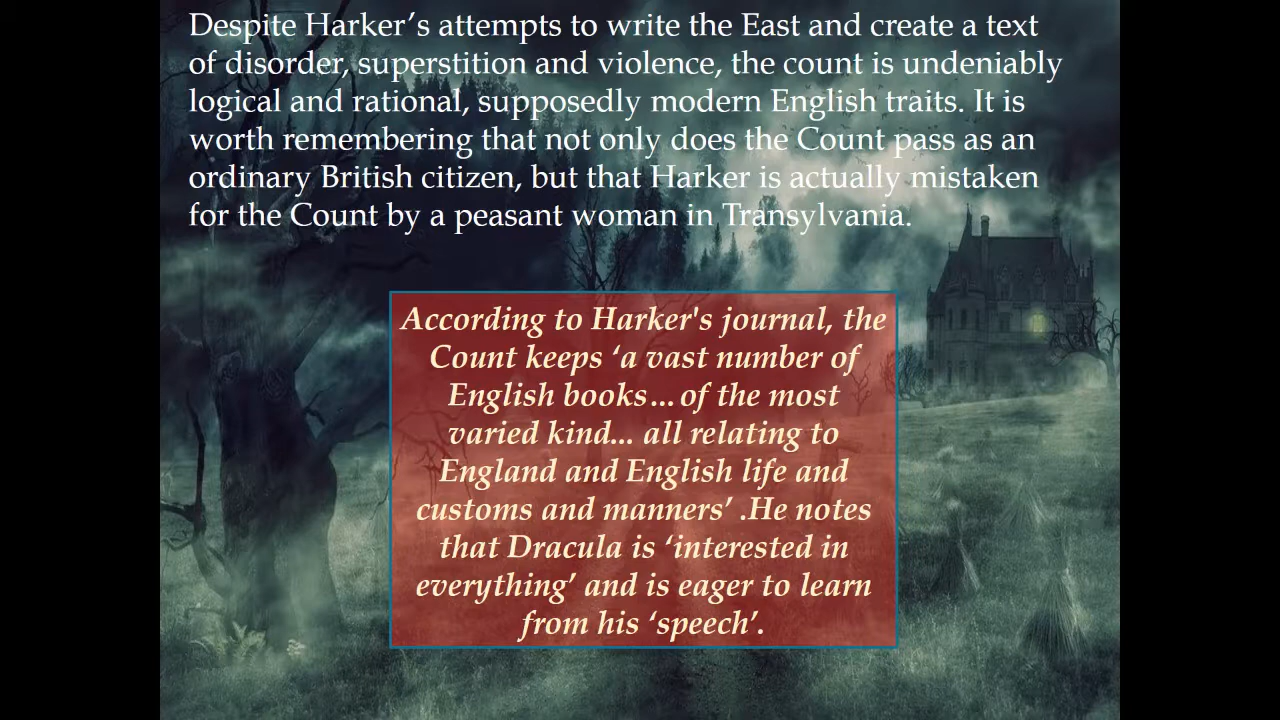 Despite Harker’s attempts to write the East and create a text
of disorder, superstition and violence, the count is undeniably
logical and rational, supposedly modern English traits. It is
worth remembering that not only does the Count pass as an
ordinary British citizen, but that Harker is actually mistaken
for the Count by a peasant woman in Transylvania.
According to Harker's journal, the
Count keeps ‘a vast number of
English books…of the most
varied kind... all relating to
England and English life and
customs and manners’ .He notes
that Dracula is ‘interested in
everything’ and is eager to learn
from his ‘speech’.